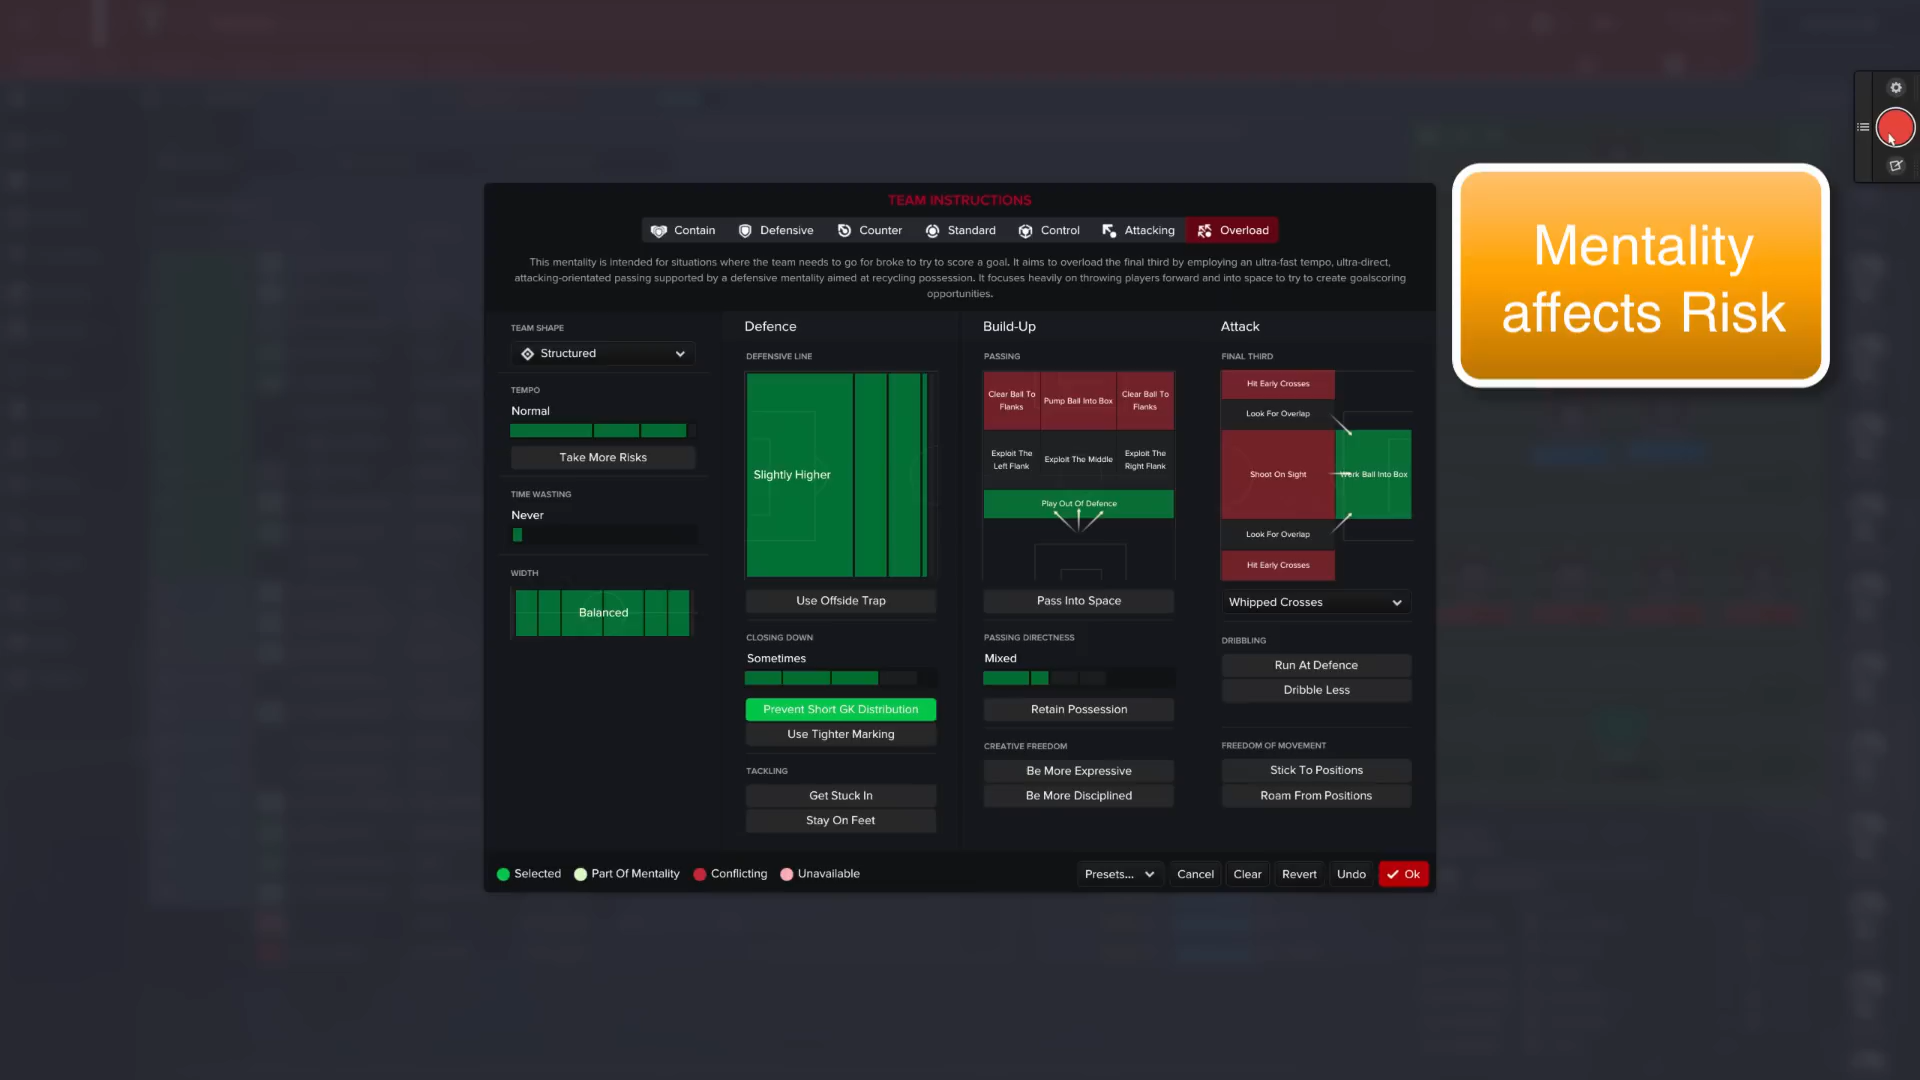 TEAM INSTRUCTIONS
Contain Defensive Counter Standard Control Attacking Overload
This mentality is intended for situations where the team needs to go for broke to try to score a goal. It aims to overload the final third by employing an ultra-fast tempo, ultra-direct,
attacking-orientated passing supported by a defensive mentality aimed at recycling possession. It focuses heavily on throwing players forward and into space to try to create goalscoring
opportunities.
Mentality
affects Risk
TEAM SHAPE
Structured
TEMPO
Normal
Take More Risks
TIME WASTING
Never
WIDTH
Balanced
Defence
DEFENSIVE LINE
Slightly Higher
Use Offside Trap
CLOSING DOWN
Sometimes
Prevent Short GK Distribution
Use Tighter Marking
TACKLING
Get Stuck In
Stay On Feet
Build-Up
PASSING
Clear Ball To
Flanks
Pump Ball Into Box
Clear Ball To
Flanks
Exploit The
Left Flank
Exploit The Middle
Exploit The
Right Flank
Play Out Of Defence
Pass Into Space
PASSING DIRECTNESS
Mixed
Retain Possession
CREATIVE FREEDOM
Be More Expressive
Be More Disciplined
Attack
FINAL THIRD
Hit Early Crosses
Look For Overlap
Shoot On Sight
Work Ball Into Box
Look For Overlap
Hit Early Crosses
Whipped Crosses
DRIBBLING
Run At Defence
Dribble Less
FREEDOM OF MOVEMENT
Stick To Positions
Roam From Positions
Selected Part Of Mentality Conflicting Unavailable
Presets... Cancel Clear Revert Undo Ok